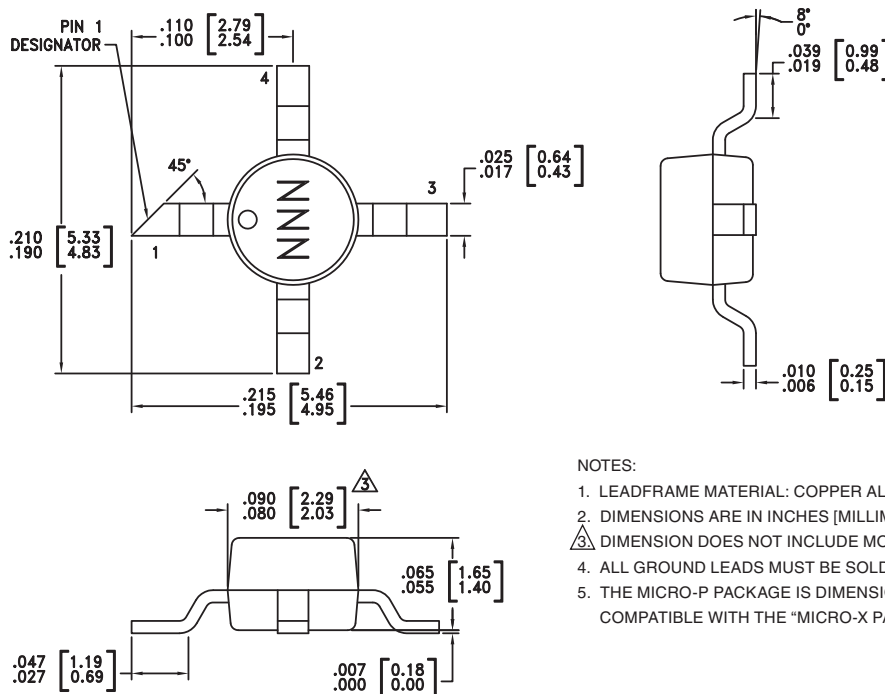 PIN 1
DESIGNATOR
.110 [2.79]
.100 [2.54]
4
45°
3
.025 [0.64]
.017 [0.43]
1
NNN
2
.210 [5.33]
.190 [4.83]
.215 [5.46]
.195 [4.95]
8°
0°
.039 [0.99]
.019 [0.48]
.010 [0.25]
.006 [0.15]
.090 [2.29]
.080 [2.03]
3
.065 [1.65]
.055 [1.40]
.047 [1.19]
.027 [0.69]
.007 [0.18]
.000 [0.00]
NOTES:
1. LEADFRAME MATERIAL: COPPER AL
2. DIMENSIONS ARE IN INCHES [MILLIM
3. DIMENSION DOES NOT INCLUDE MO
4. ALL GROUND LEADS MUST BE SOLD
5. THE MICRO-P PACKAGE IS DIMENSI
COMPATIBLE WITH THE “MICRO-X PA